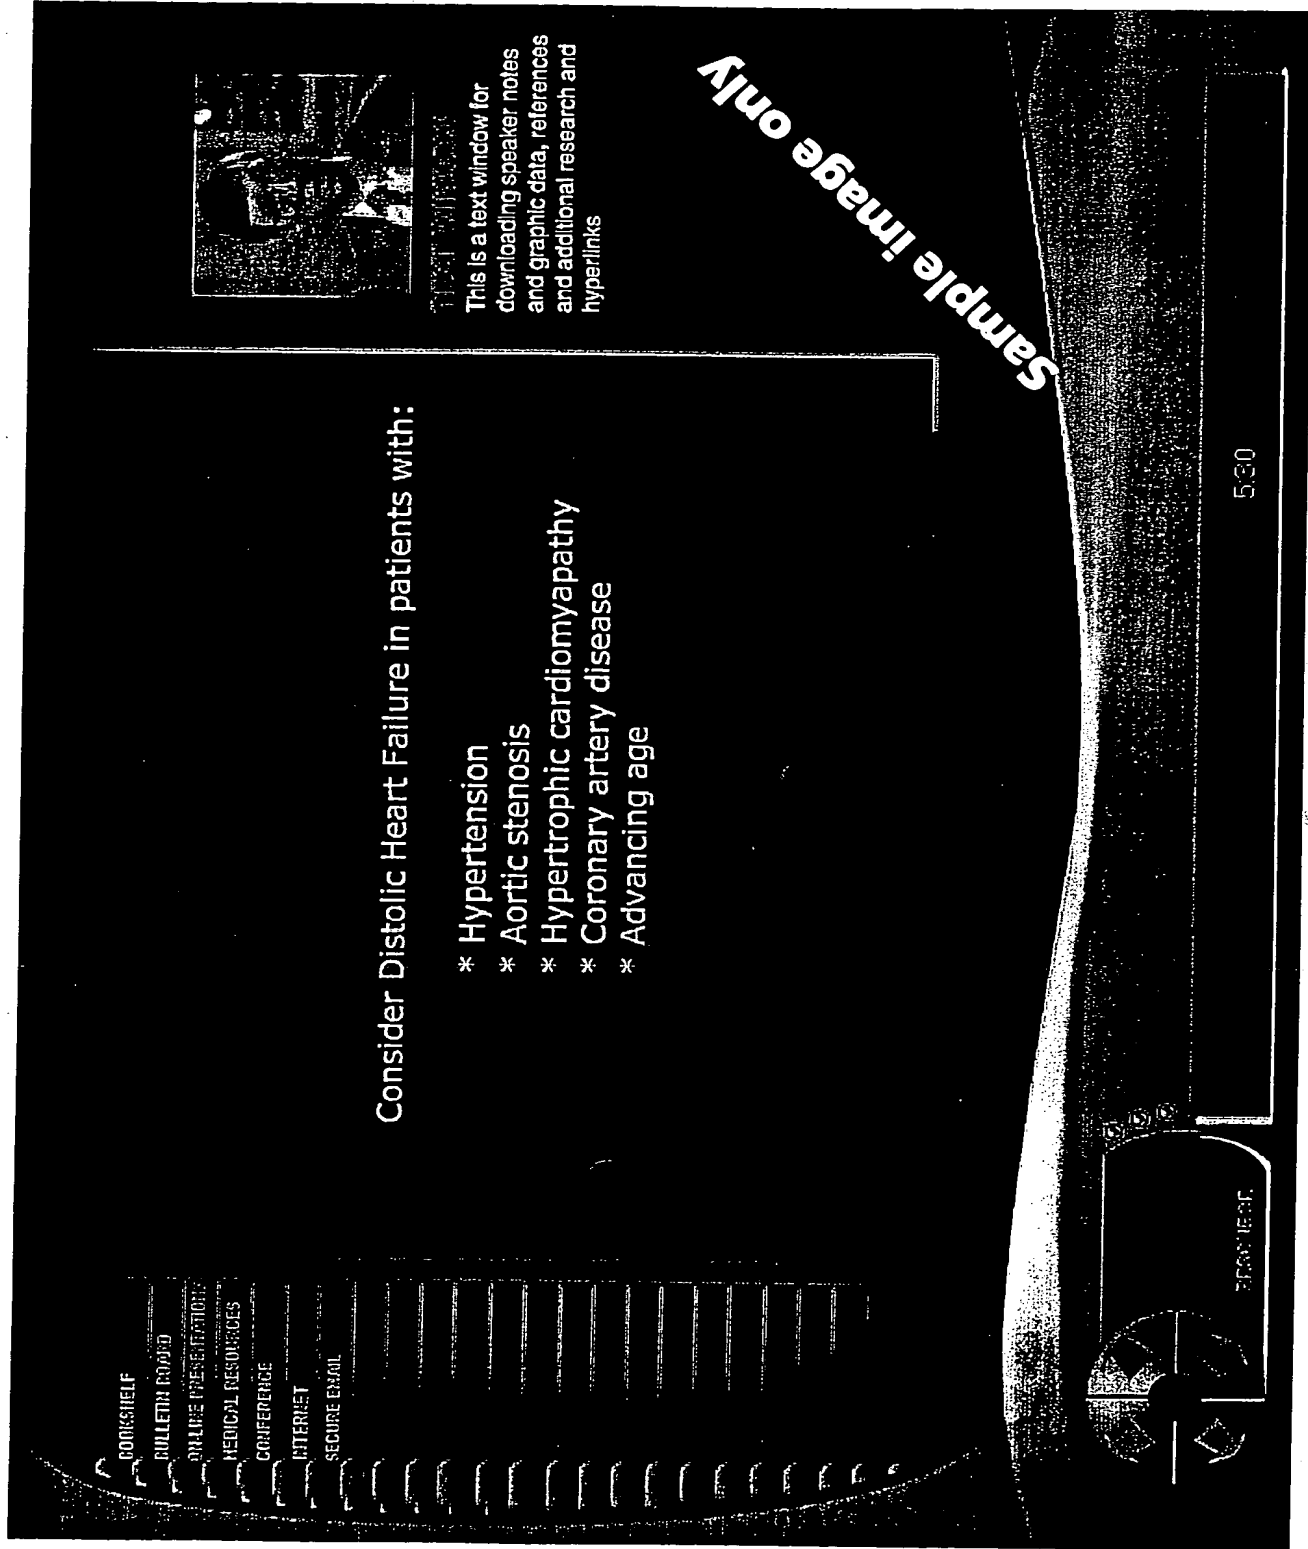 BOOKSHELF
BULLETIN BOARD
ON-LINE PRESENTATIONS
MEDICAL RESOURCES
CONFERENCE
INTERNET
SECURE EMAIL
Consider Distolic Heart Failure in patients with:
* Hypertension
* Aortic stenosis
* Hypertrophic cardiomyapathy
* Coronary artery disease
* Advancing age
This is a text window for
downloading speaker notes
and graphic data, references
and additional research and
hyperlinks
Sample image only
5:30